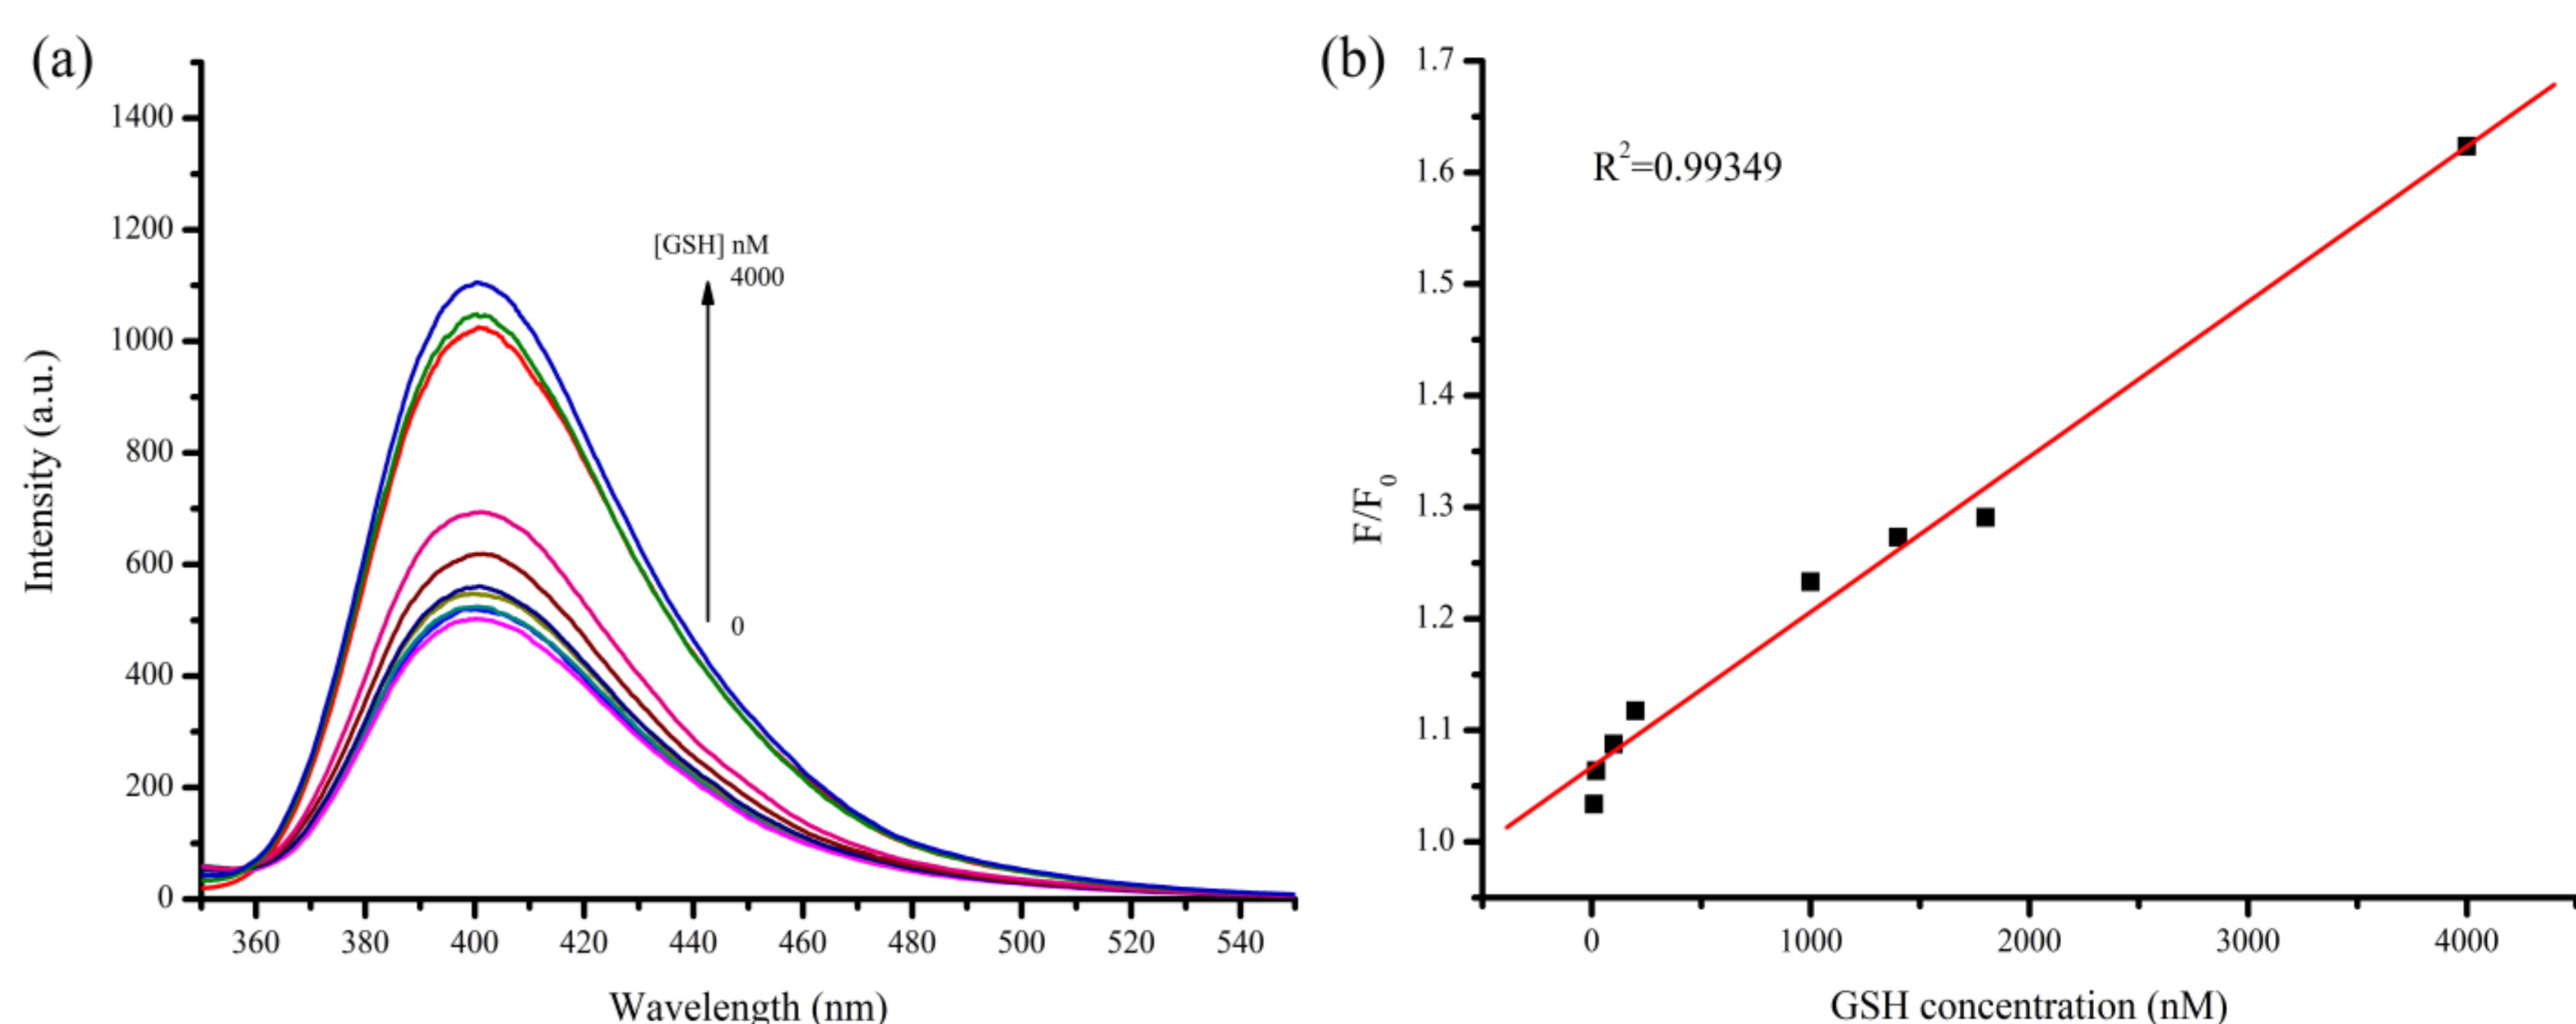 (a)
1400
1200
1000
800
600
400
200
0
Intensity (a.u.)
[GSH] nM
4000
0
360 380 400 420 440 460 480 500 520 540
Wavelength (nm)
(b)
1.7
1.6
1.5
1.4
1.3
1.2
1.1
1.0
F/F₀
R²=0.99349
0 1000 2000 3000 4000
GSH concentration (nM)